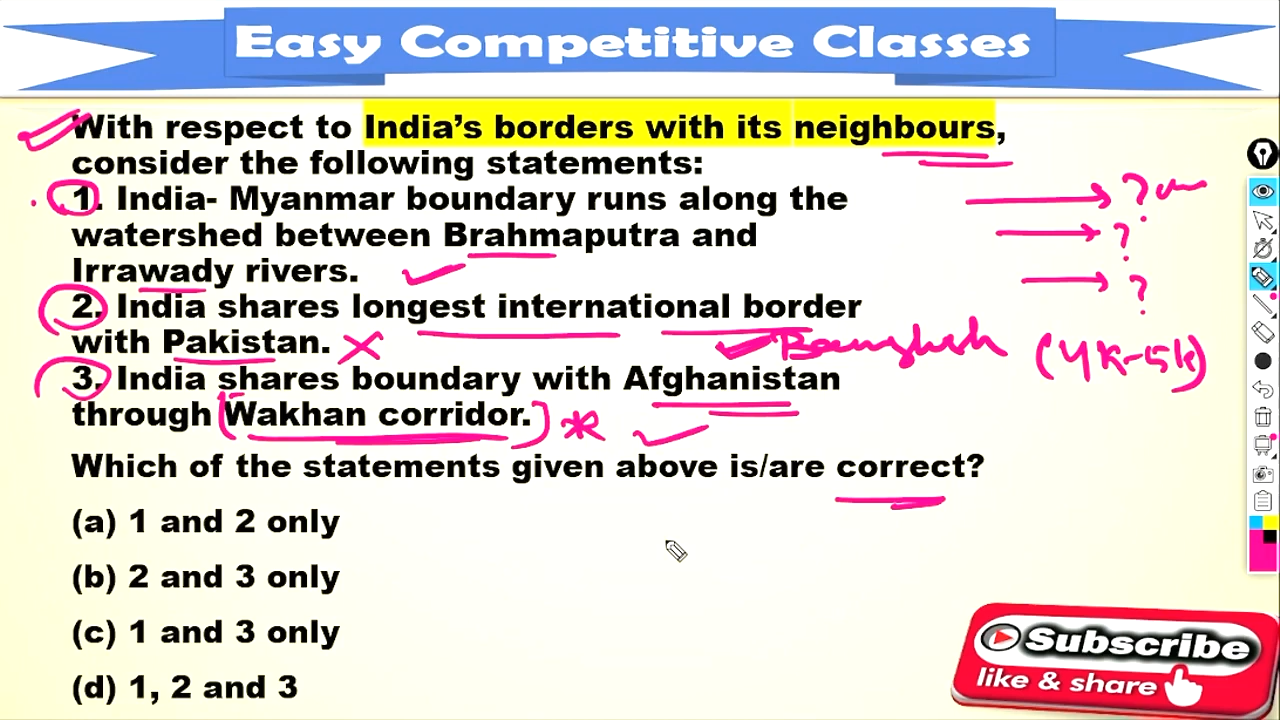 Easy Competitive Classes
With respect to India's borders with its neighbours,
consider the following statements:
1. India- Myanmar boundary runs along the
watershed between Brahmaputra and
Irrawady rivers.
2. India shares longest international border
with Pakistan.
(4k-5k)
3. India shares boundary with Afghanistan
through Wakhan corridor.
Which of the statements given above is/are correct?
(a) 1 and 2 only
(b) 2 and 3 only
(c) 1 and 3 only
(d) 1, 2 and 3
Subscribe
like & share